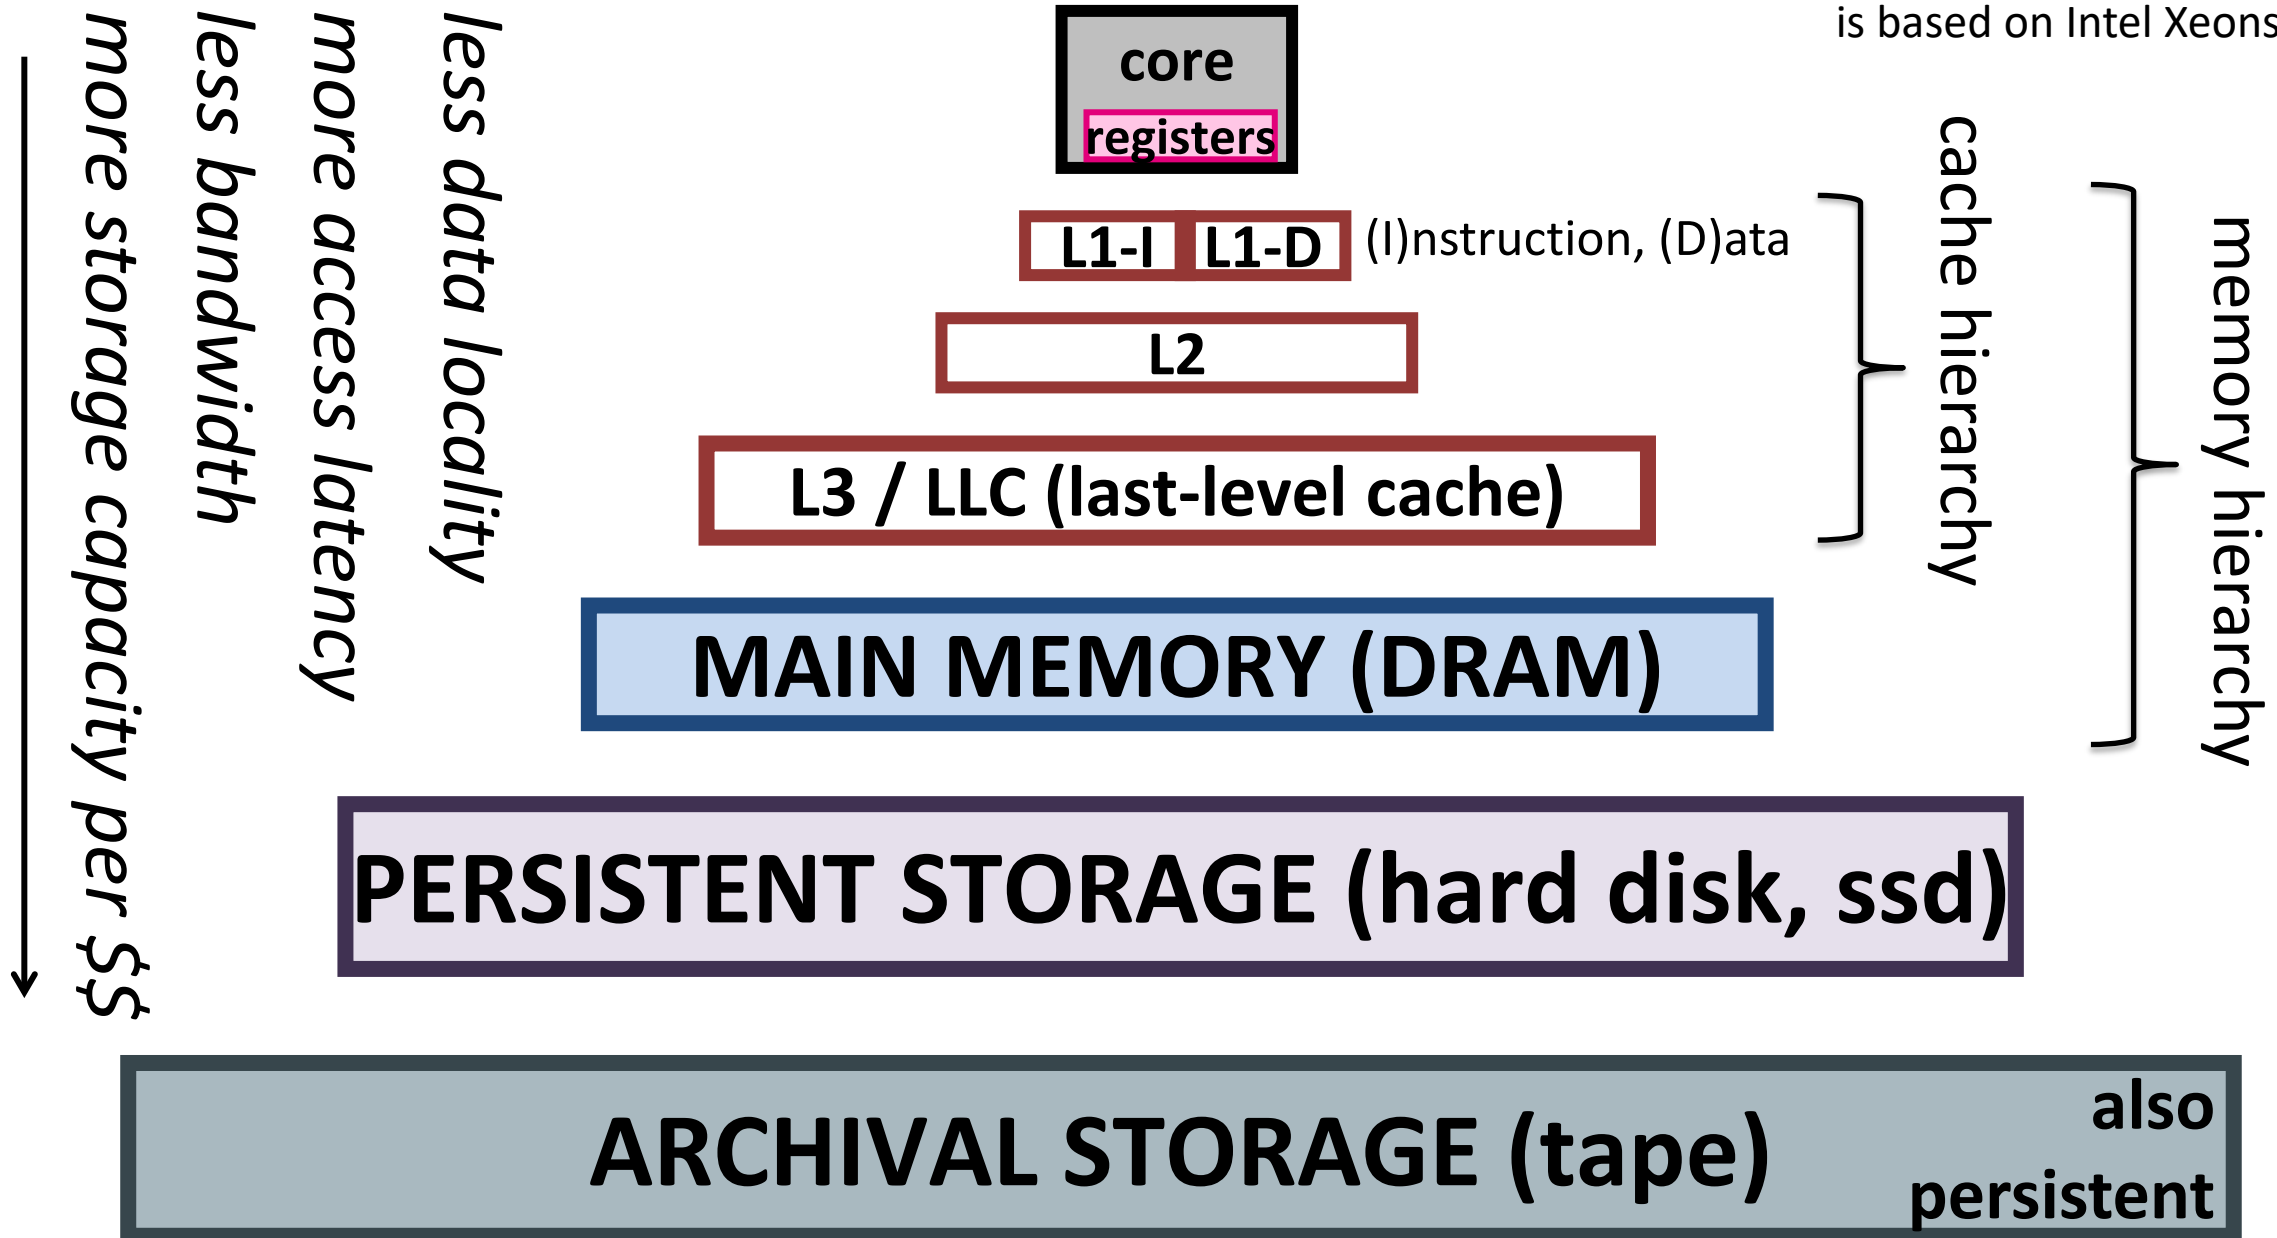 is based on Intel Xeons
core
registers
L1-I
L1-D
(I)nstruction, (D)ata
L2
L3 / LLC (last-level cache)
MAIN MEMORY (DRAM)
PERSISTENT STORAGE (hard disk, ssd)
ARCHIVAL STORAGE (tape)
also
persistent
more storage capacity per $$
less bandwidth
more access latency
less data locality
cache hierarchy
memory hierarchy